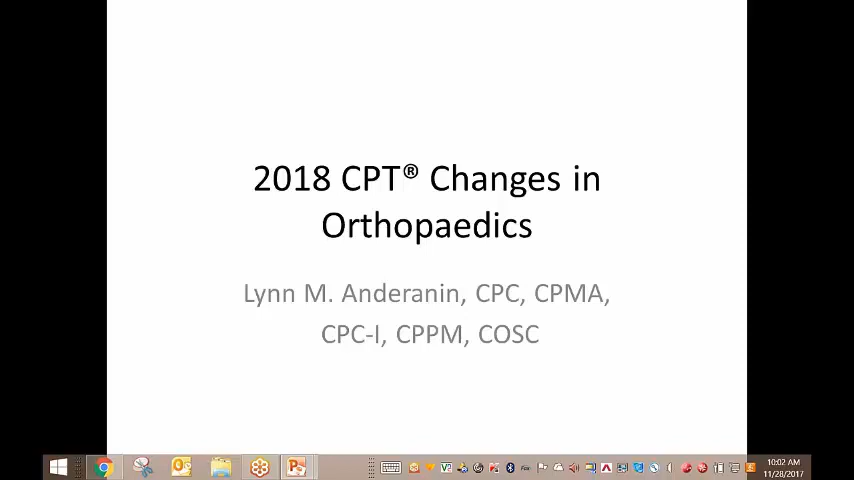 2018 CPT® Changes in
Orthopaedics
Lynn M. Anderanin, CPC, CPMA,
CPC-I, CPPM, COSC
10:02 AM
11/28/2017